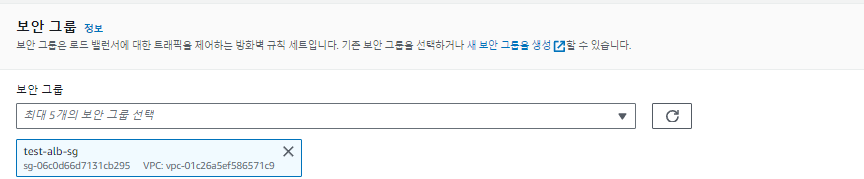 보안 그룹 정보
보안 그룹은 로드 밸런서에 대한 트래픽을 제어하는 방화벽 규칙 세트입니다. 기존 보안 그룹을 선택하거나 새 보안 그룹을 생성 할 수 있습니다.
보안 그룹
최대 5개의 보안 그룹 선택
test-alb-sg
sg-06c0d66d7131cb295 VPC: vpc-01c26a5ef586571c9